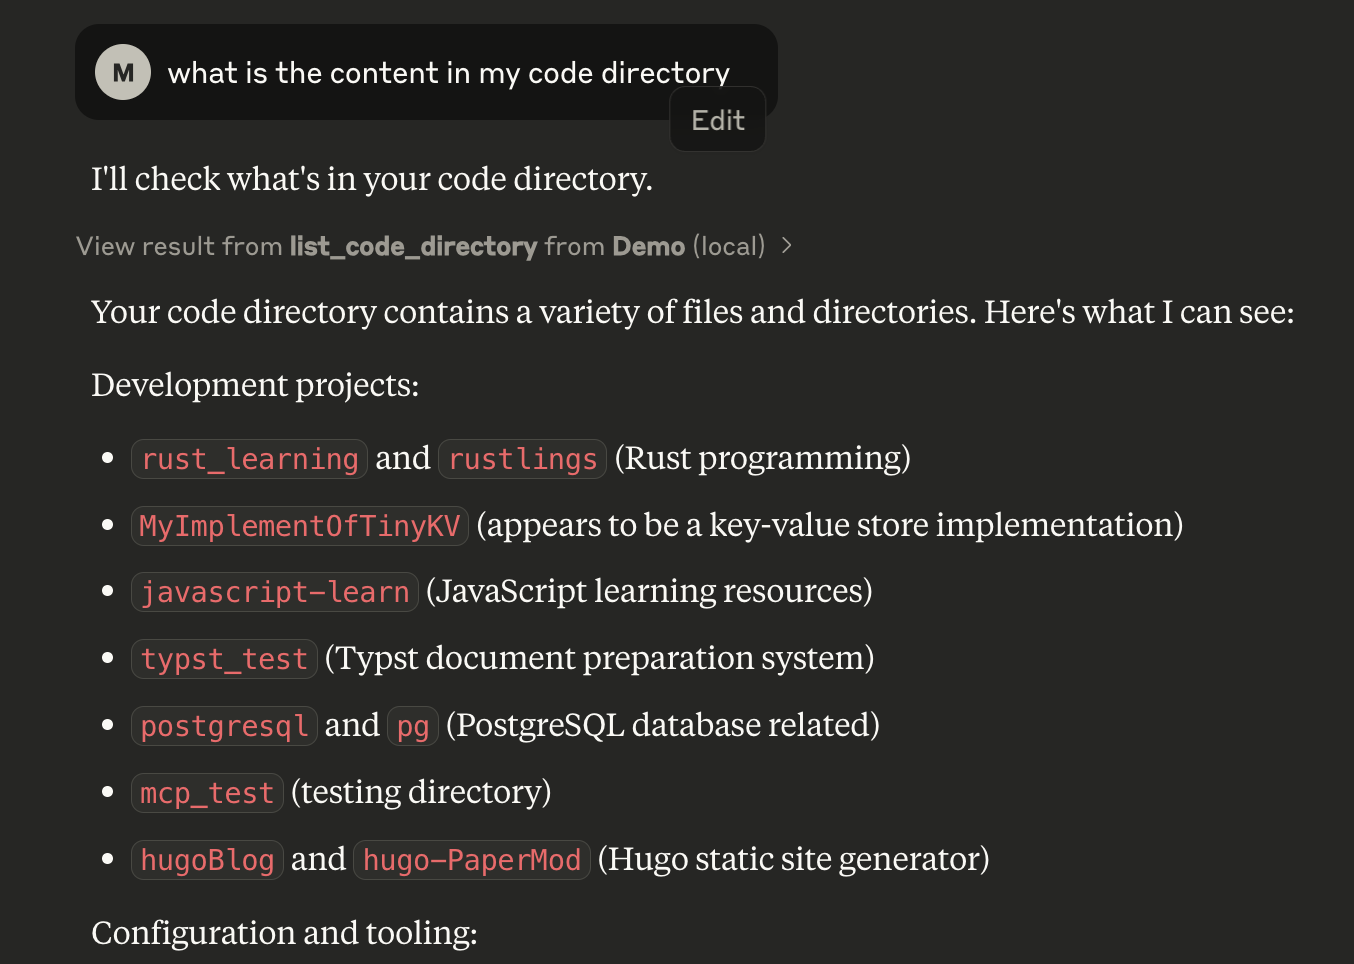 M what is the content in my code directory
Edit
I'll check what's in your code directory.
View result from list_code_directory from Demo (local) >
Your code directory contains a variety of files and directories. Here's what I can see:
Development projects:
• rust_learning and rustlings (Rust programming)
• MyImplementOfTinyKV (appears to be a key-value store implementation)
• javascript-learn (JavaScript learning resources)
• typst_test (Typst document preparation system)
• postgresql and pg (PostgreSQL database related)
• mcp_test (testing directory)
• hugoBlog and hugo-PaperMod (Hugo static site generator)
Configuration and tooling: